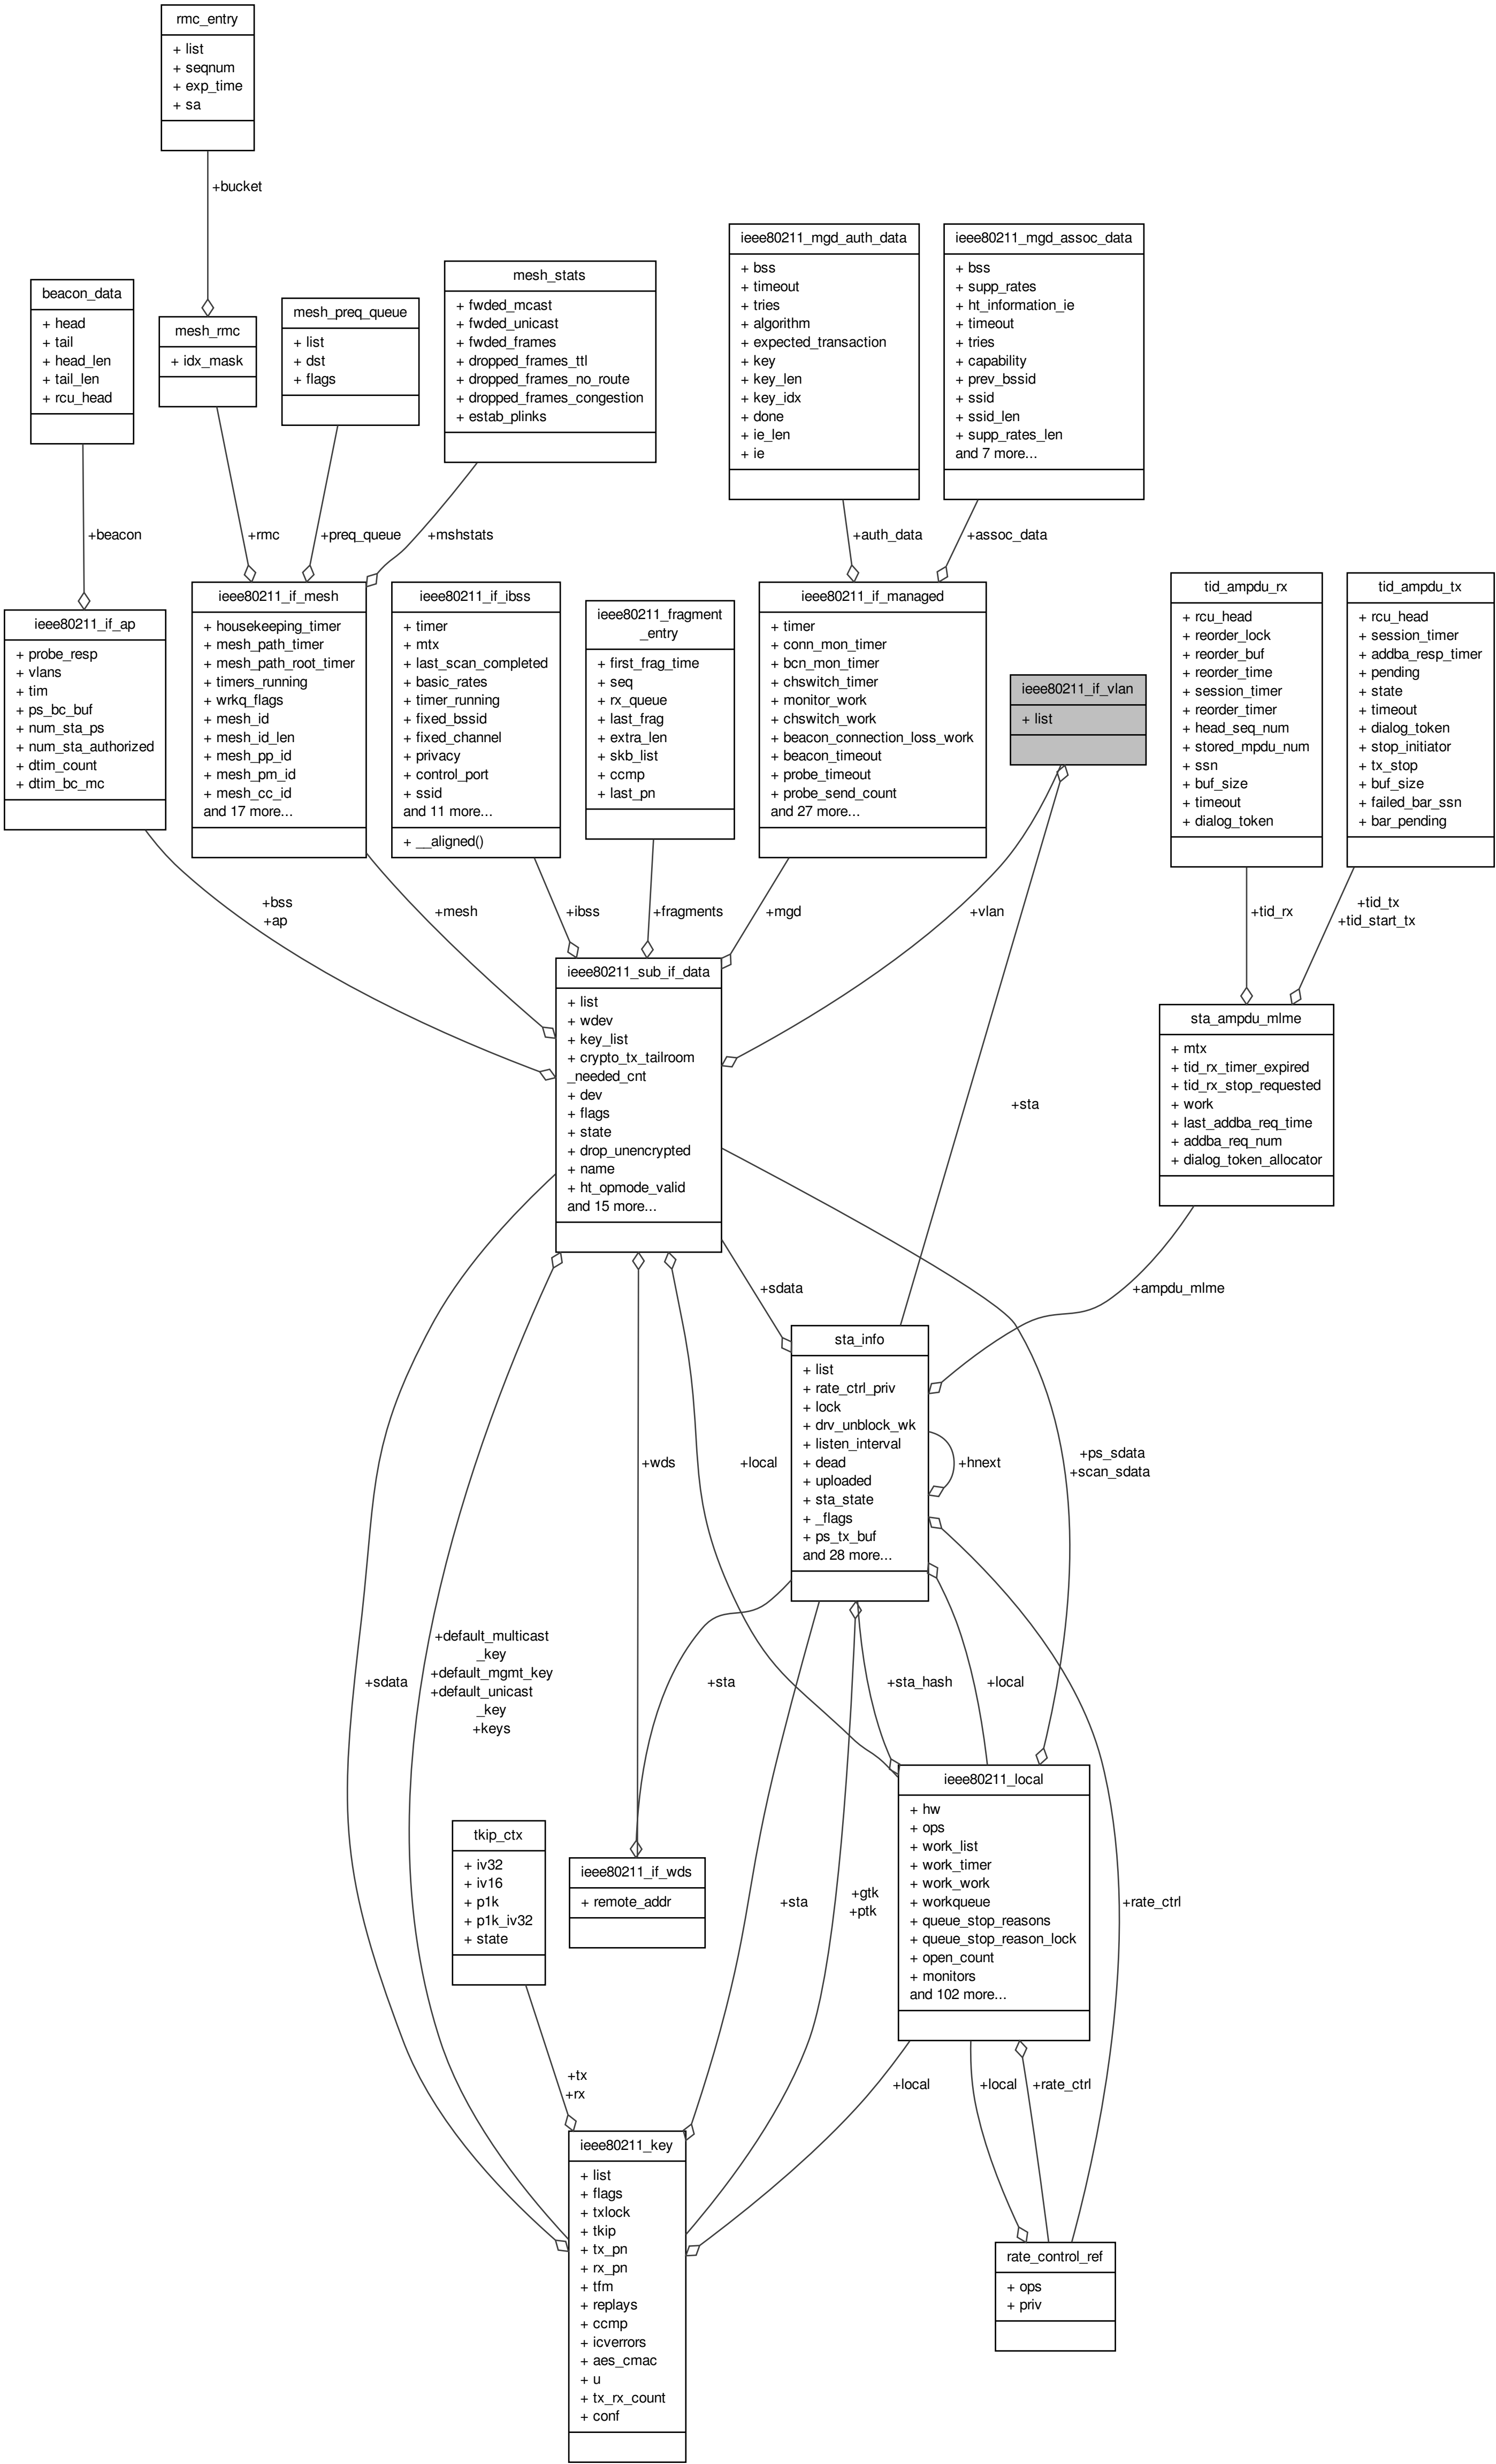 rmc_entry
+ list
+ seqnum
+ exp_time
+ sa
+bucket
ieee80211_mgd_auth_data
+ bss
+ timeout
+ tries
+ algorithm
+ expected_transaction
+ key
+ key_len
+ key_idx
+ done
+ ie_len
+ ie
ieee80211_mgd_assoc_data
+ bss
+ supp_rates
+ ht_information_ie
+ timeout
+ tries
+ capability
+ prev_bssid
+ ssid
+ ssid_len
+ supp_rates_len
and 7 more...
mesh_stats
+ fwded_mcast
+ fwded_unicast
+ fwded_frames
+ dropped_frames_ttl
+ dropped_frames_no_route
+ dropped_frames_congestion
+ estab_plinks
beacon_data
+ head
+ tail
+ head_len
+ tail_len
+ rcu_head
mesh_rmc
+ idx_mask
mesh_preq_queue
+ list
+ dst
+ flags
+beacon
+rmc
+preq_queue
+mshstats
+auth_data
+assoc_data
ieee80211_if_ap
+ probe_resp
+ vlans
+ tim
+ ps_bc_buf
+ num_sta_ps
+ num_sta_authorized
+ dtim_count
+ dtim_bc_mc
ieee80211_if_mesh
+ housekeeping_timer
+ mesh_path_timer
+ mesh_path_root_timer
+ timers_running
+ wrkq_flags
+ mesh_id
+ mesh_id_len
+ mesh_pp_id
+ mesh_pm_id
+ mesh_cc_id
and 17 more...
ieee80211_if_ibss
+ timer
+ mtx
+ last_scan_completed
+ basic_rates
+ timer_running
+ fixed_bssid
+ fixed_channel
+ privacy
+ control_port
+ ssid
and 11 more...
+ __aligned()
ieee80211_fragment
_entry
+ first_frag_time
+ seq
+ rx_queue
+ last_frag
+ extra_len
+ skb_list
+ ccmp
+ last_pn
ieee80211_if_managed
+ timer
+ conn_mon_timer
+ bcn_mon_timer
+ chswitch_timer
+ monitor_work
+ chswitch_work
+ beacon_connection_loss_work
+ beacon_timeout
+ probe_timeout
+ probe_send_count
and 27 more...
ieee80211_if_vlan
+ list
tid_ampdu_rx
+ rcu_head
+ reorder_lock
+ reorder_buf
+ reorder_time
+ session_timer
+ reorder_timer
+ head_seq_num
+ stored_mpdu_num
+ ssn
+ buf_size
+ timeout
+ dialog_token
tid_ampdu_tx
+ rcu_head
+ session_timer
+ addba_resp_timer
+ pending
+ state
+ timeout
+ dialog_token
+ stop_initiator
+ tx_stop
+ buf_size
+ failed_bar_ssn
+ bar_pending
+bss
+ap
+mesh
+ibss
+fragments
+mgd
+vlan
+tid_rx
+tid_tx
+tid_start_tx
ieee80211_sub_if_data
+ list
+ wdev
+ key_list
+ crypto_tx_tailroom
_needed_cnt
+ dev
+ flags
+ state
+ drop_unencrypted
+ name
+ ht_opmode_valid
and 15 more...
+sta
sta_ampdu_mlme
+ mtx
+ tid_rx_timer_expired
+ tid_rx_stop_requested
+ work
+ last_addba_req_time
+ addba_req_num
+ dialog_token_allocator
+sdata
+ampdu_mlme
sta_info
+ list
+ rate_ctrl_priv
+ lock
+ drv_unblock_wk
+ listen_interval
+ dead
+ uploaded
+ sta_state
+ _flags
+ ps_tx_buf
and 28 more...
+wds
+local
+hnext
+ps_sdata
+scan_sdata
+sdata
+default_multicast
_key
+default_mgmt_key
+default_unicast
_key
+keys
+sta
+sta_hash
+local
ieee80211_local
+ hw
+ ops
+ work_list
+ work_timer
+ work_work
+ workqueue
+ queue_stop_reasons
+ queue_stop_reason_lock
+ open_count
+ monitors
and 102 more...
tkip_ctx
+ iv32
+ iv16
+ p1k
+ p1k_iv32
+ state
ieee80211_if_wds
+ remote_addr
+sta
+gtk
+ptk
+rate_ctrl
+tx
+rx
+local
+local
+rate_ctrl
ieee80211_key
+ list
+ flags
+ txlock
+ tkip
+ tx_pn
+ rx_pn
+ tfm
+ replays
+ ccmp
+ icverrors
+ aes_cmac
+ u
+ tx_rx_count
+ conf
rate_control_ref
+ ops
+ priv